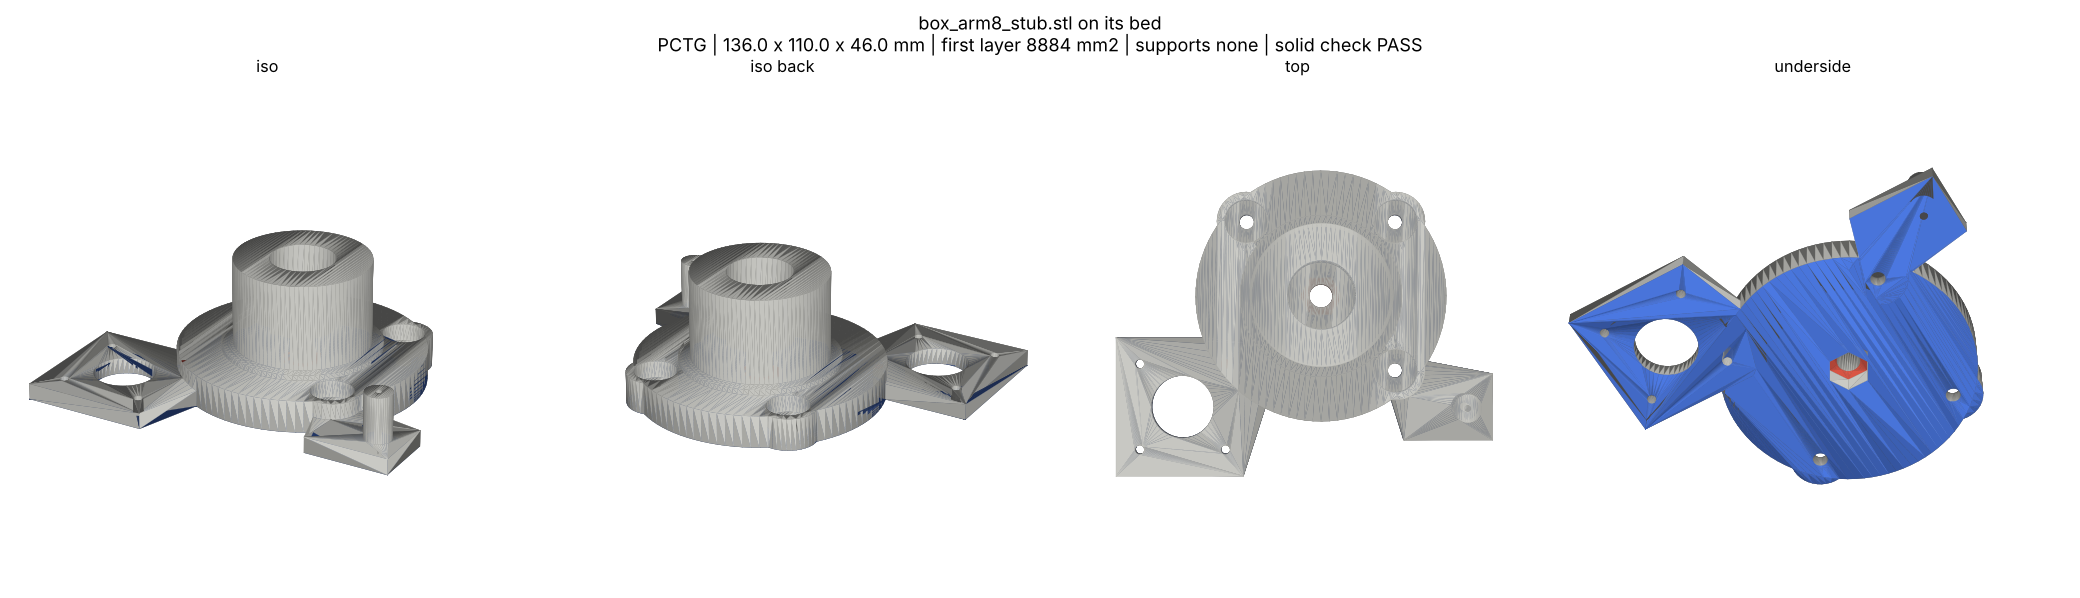 box_arm8_stub.stl on its bed
PCTG | 136.0 x 110.0 x 46.0 mm | first layer 8884 mm2 | supports none | solid check PASS
iso
iso back
top
underside